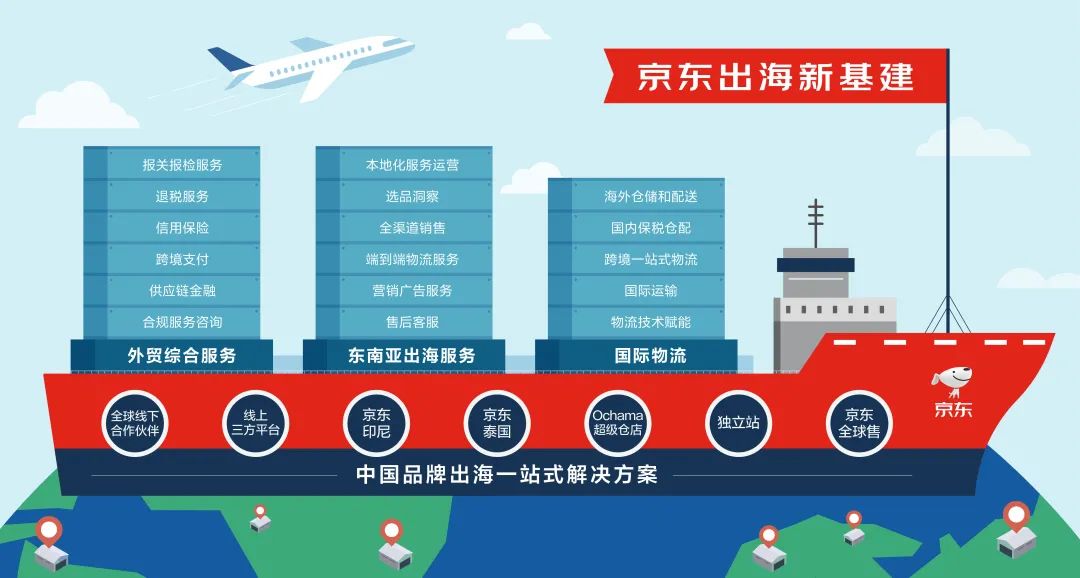 京东出海新基建
报关报检服务
退税服务
信用保险
跨境支付
供应链金融
合规服务咨询
外贸综合服务
本地化服务运营
选品洞察
全渠道销售
端到端物流服务
营销广告服务
售后客服
东南亚出海服务
海外仓储和配送
国内保税仓配
跨境一站式物流
国际运输
物流技术赋能
国际物流
京东
全球线下
合作伙伴
线上
三方平台
京东
印尼
京东
泰国
Ochama
超级仓店
独立站
京东
全球售
中国品牌出海一站式解决方案